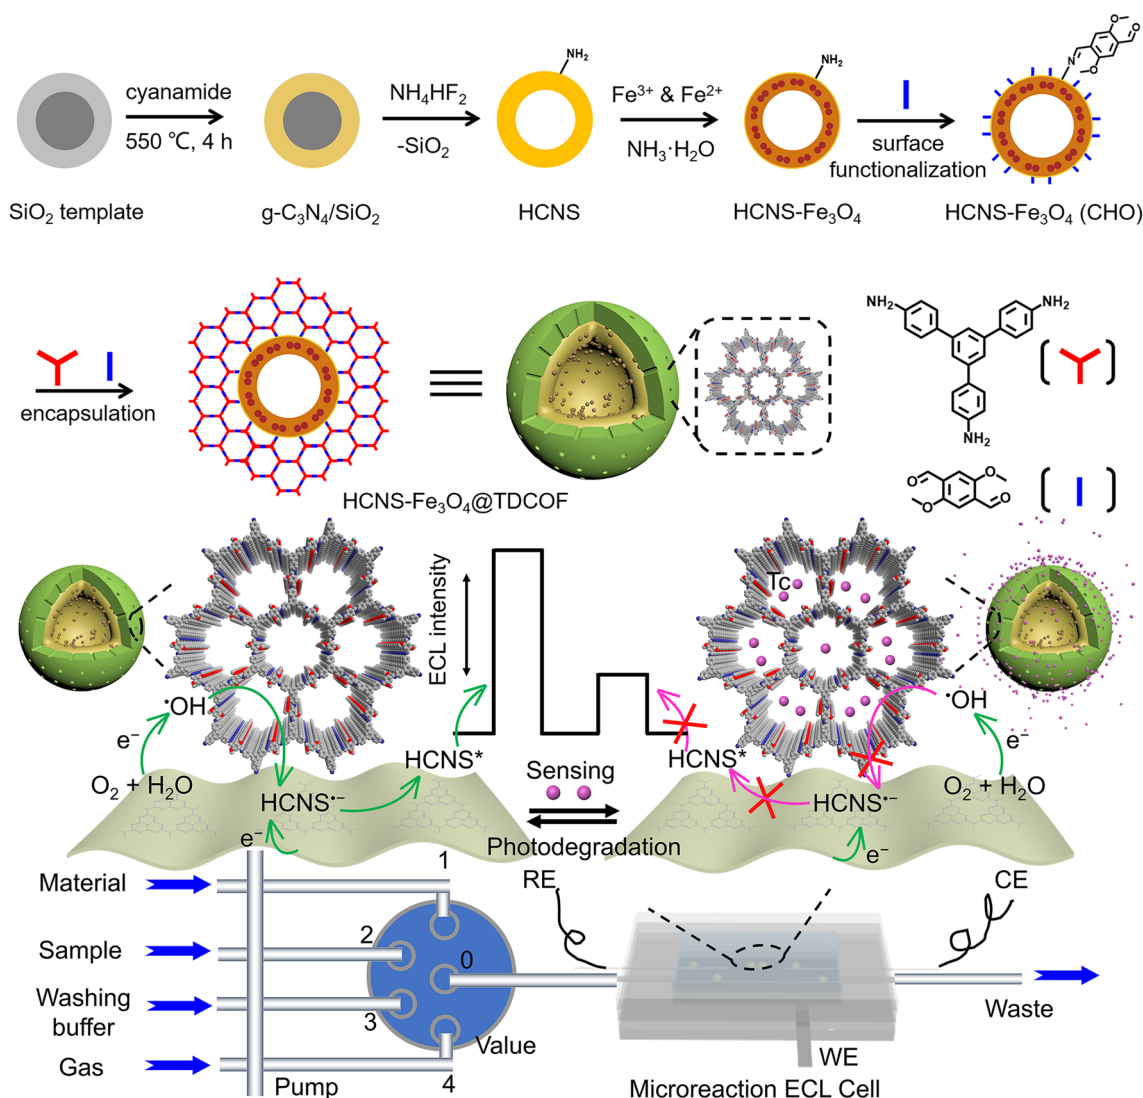 cyanamide
550 ℃, 4 h
NH₄HF₂
-SiO₂
NH₂
Fe³⁺ & Fe²⁺
NH₃·H₂O
NH₂
surface
functionalization
N
O
O
O
SiO₂ template
g-C₃N₄/SiO₂
HCNS
HCNS-Fe₃O₄
HCNS-Fe₃O₄ (CHO)
encapsulation
HCNS-Fe₃O₄@TDCOF
NH₂
NH₂
NH₂
O
O
O
O
ECL intensity
Tc
·OH
e⁻
O₂ + H₂O
HCNS•−
HCNS*
e⁻
Sensing
Photodegradation
HCNS*
HCNS•−
·OH
e⁻
O₂ + H₂O
e⁻
Material
Sample
Washing
buffer
Gas
Pump
1
2
0
3
4
Value
RE
CE
WE
Waste
Microreaction ECL Cell